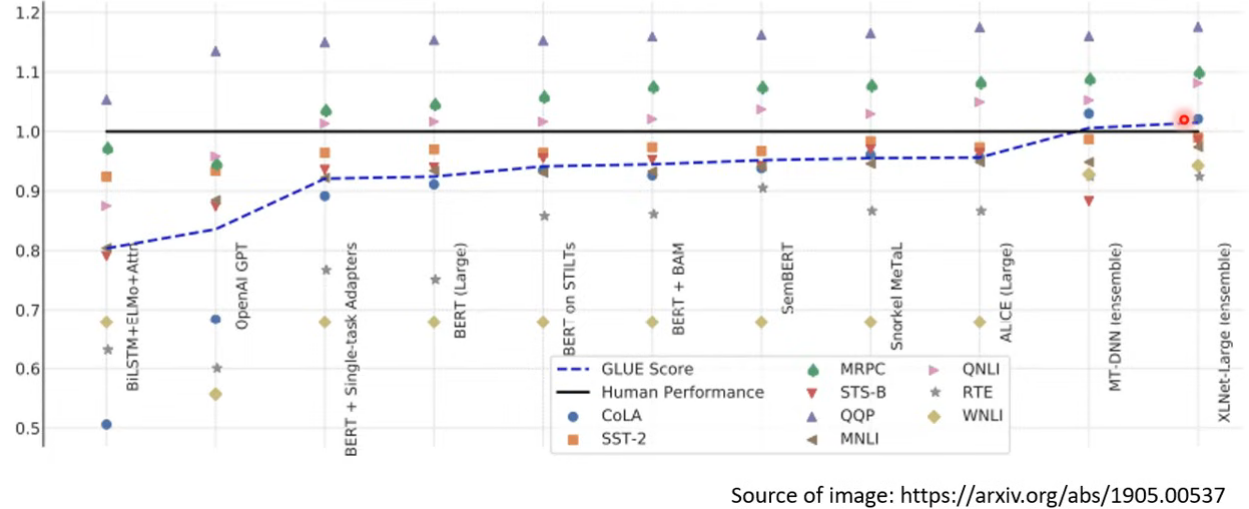 1.2
1.1
1.0
0.9
0.8
0.7
0.6
0.5
BiLSTM+ELMo+Attn
OpenAI GPT
BERT + Single-task Adapters
BERT (Large)
BERT on STILTs
BERT + BAM
SemBERT
Snorkel MeTaL
ALICE (Large)
MT-DNN (ensemble)
XLNet-Large (ensemble)
GLUE Score
Human Performance
CoLA
SST-2
MRPC
STS-B
QQP
MNLI
QNLI
RTE
WNLI
Source of image: https://arxiv.org/abs/1905.00537